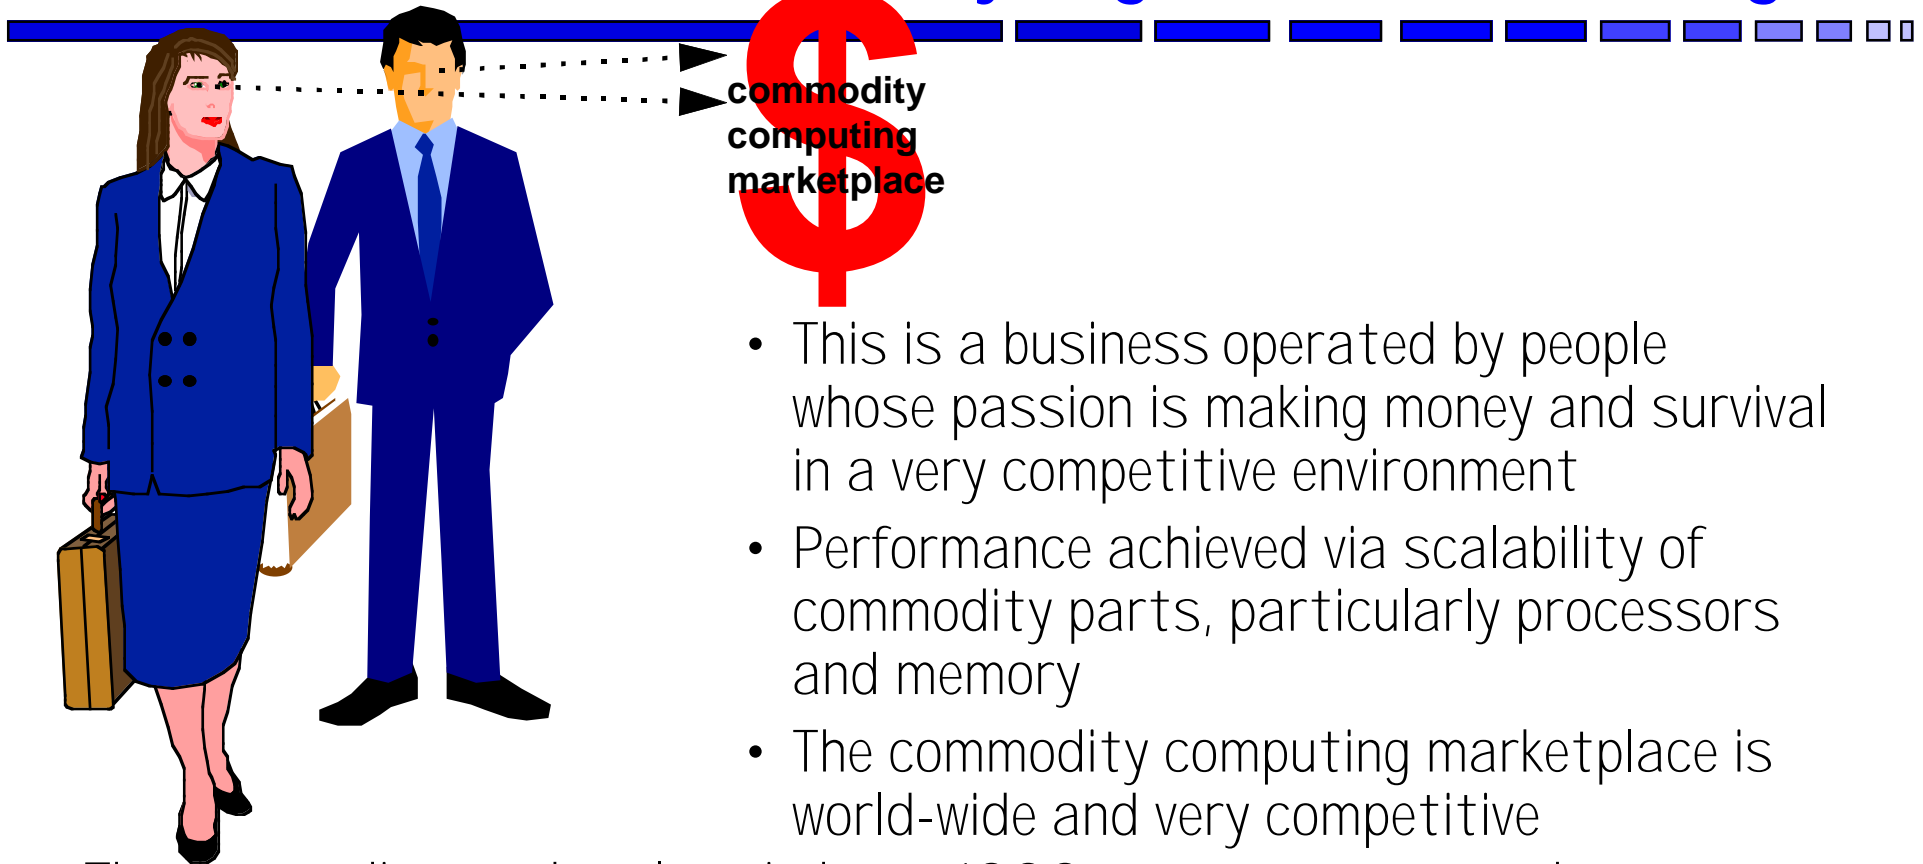 commodity
computing
marketplace
• This is a business operated by people
whose passion is making money and survival
in a very competitive environment
• Performance achieved via scalability of
commodity parts, particularly processors
and memory
• The commodity computing marketplace is
world-wide and very competitive